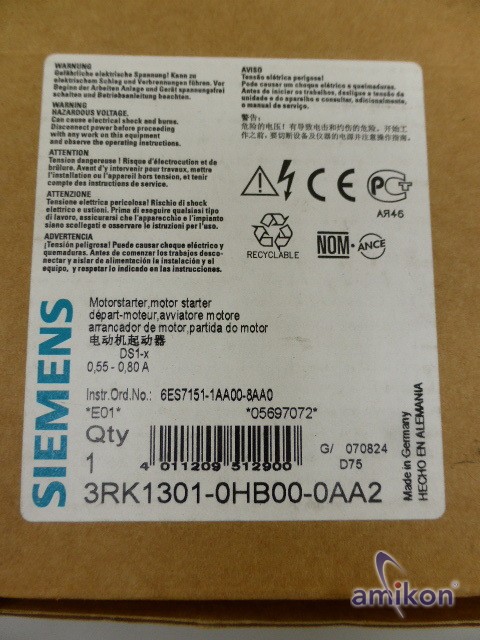 WARNUNG
Gefährliche elektrische Spannung! Kann zu
elektrischem Schlag und Verbrennungen führen. Vor
Beginn der Arbeiten Anlage und Gerät spannungsfrei
schalten und Betriebsanleitung beachten.
WARNING
HAZARDOUS VOLTAGE.
Can cause electrical shock and burns.
Disconnect power before proceeding
with any work on this equipment
and observe the operating instructions.
ATTENTION
Tension dangereuse ! Risque d'électrocution et de
brûlure. Avant d'y intervenir pour travaux, mettre
l'installation ou l'appareil hors tension, et tenir
compte des instructions de service.
ATTENZIONE
Tensione elettrica pericolosa! Rischio di shock
elettrico e ustioni. Prima di eseguire qualsiasi tipo
di lavoro, assicurarsi che l'apparecchio e l'impianto
siano scollegati e osservare le istruzioni per l'uso.
ADVERTENCIA
¡Tensión peligrosa! Puede causar choque eléctrico y
quemaduras. Antes de comenzar los trabajos desco-
nectar y aislar de alimentación la instalación y el
equipo, y respetar lo indicado en las instrucciones.
AVISO
Tensão elétrica perigosa!
Pode causar um choque elétrico e queimaduras.
Antes de iniciar os trabalhos, desligar a tensão da
unidade e do aparelho e consultar, adicionalmente,
o manual de serviço.
警告:
危险的电压! 有导致电击和灼伤的危险。开始工
作之前,要切断设备及仪器的电源并注意操作指南!
CE
АЯ46
RECYCLABLE
NOM-ANCE
SIEMENS
Motorstarter,motor starter
départ-moteur,avviatore motore
arrancador de motor,partida do motor
电动机起动器
DS1-x
0,55 - 0,80 A
Instr.Ord.No.: 6ES7151-1AA00-8AA0
*E01* *05697072*
Qty
1
4 011209 512900
G/ 070824
D75
3RK1301-0HB00-0AA2
Made in Germany
HECHO EN ALEMANIA
amikon